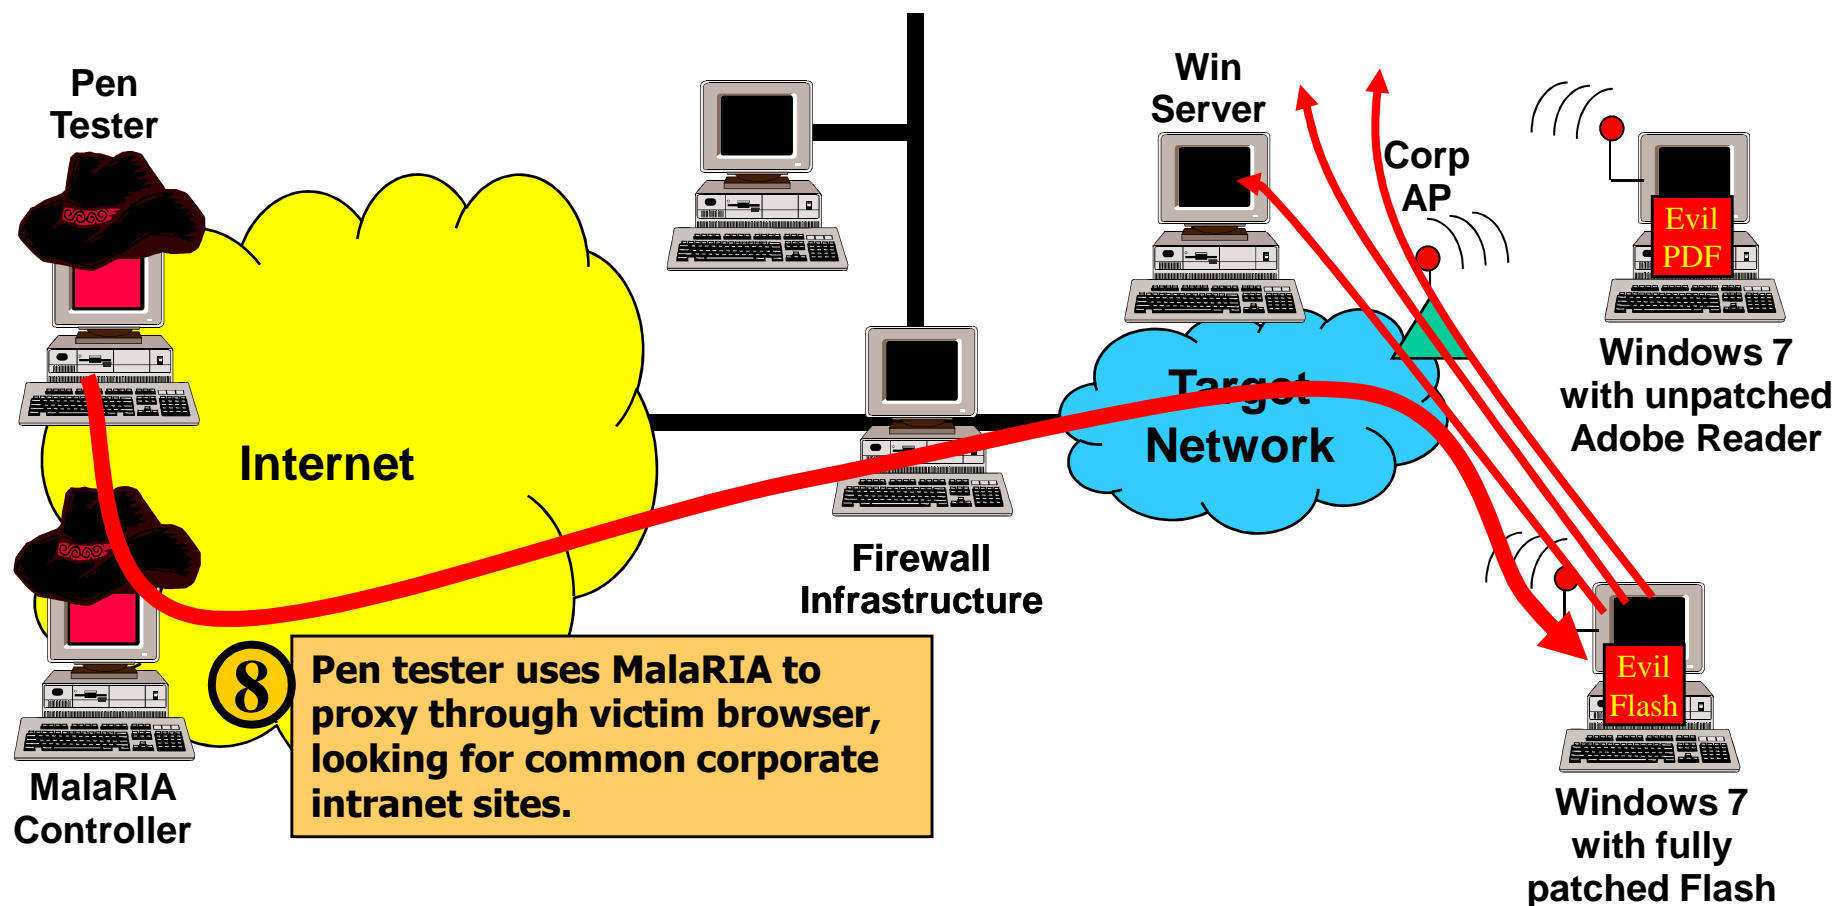 Pen
Tester
Win
Server
Corp
AP
Evil
PDF
Windows 7
with unpatched
Adobe Reader
Internet
Target
Network
Firewall
Infrastructure
8
Pen tester uses MalaRIA to
proxy through victim browser,
looking for common corporate
intranet sites.
MalaRIA
Controller
Evil
Flash
Windows 7
with fully
patched Flash